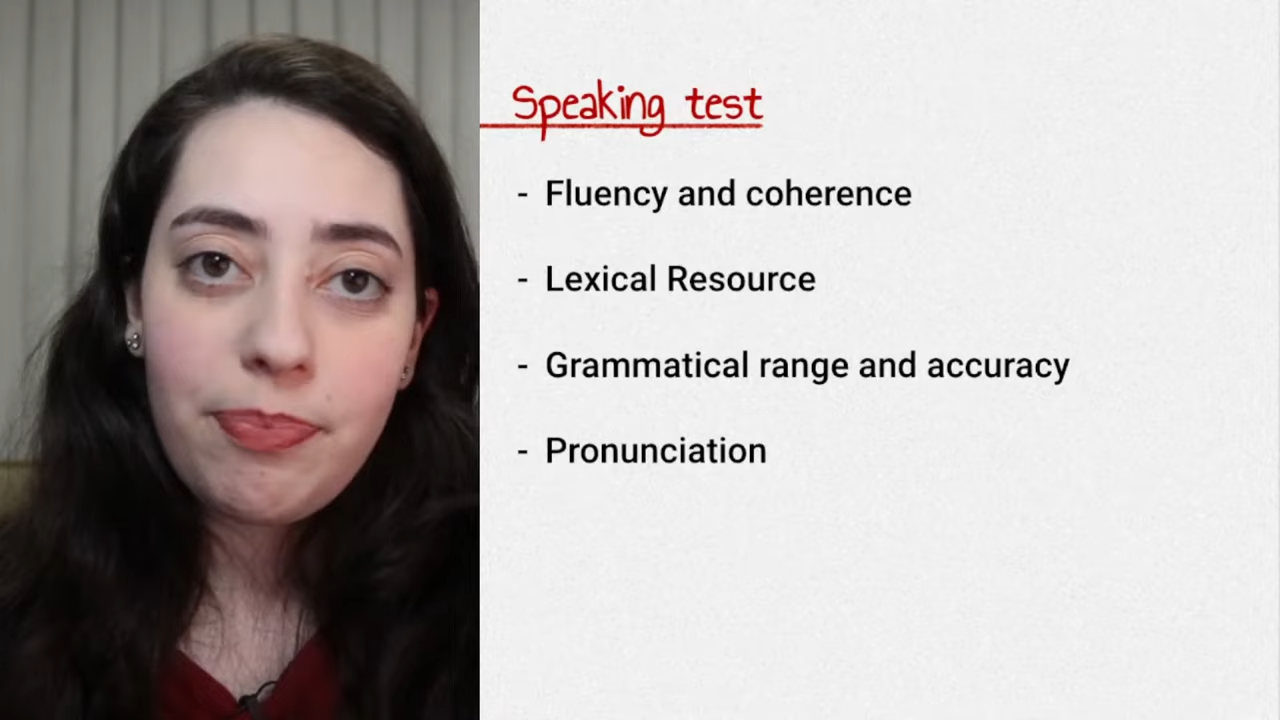 Speaking test
- Fluency and coherence
- Lexical Resource
- Grammatical range and accuracy
- Pronunciation